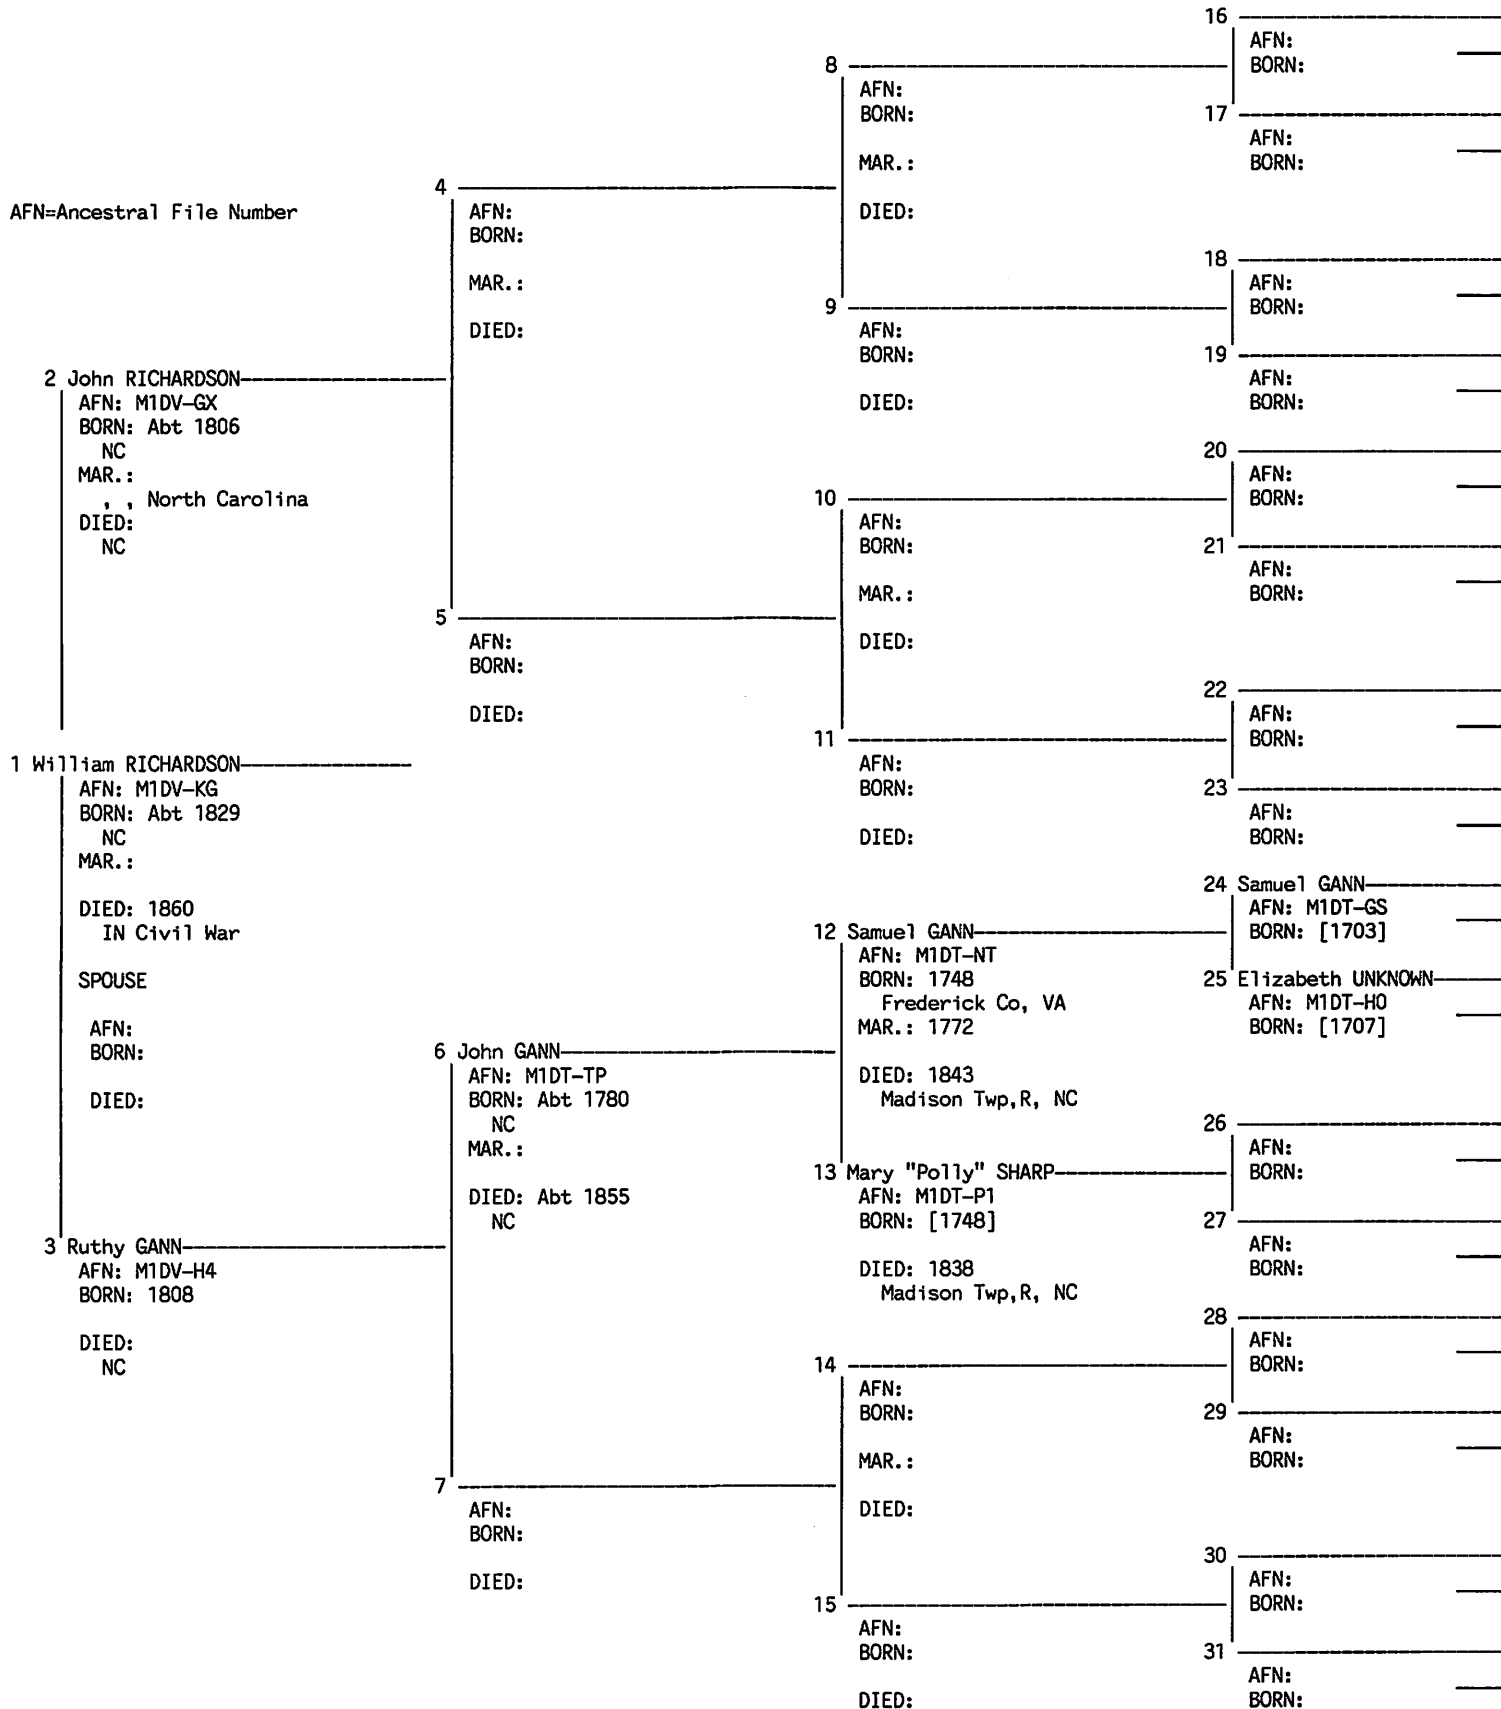 AFN=Ancestral File Number
1 William RICHARDSON
AFN: M1DV-KG
BORN: Abt 1829
NC
MAR.:
DIED: 1860
IN Civil War
SPOUSE
AFN:
BORN:
DIED:
2 John RICHARDSON
AFN: M1DV-GX
BORN: Abt 1806
NC
MAR.:
, , North Carolina
DIED:
NC
3 Ruthy GANN
AFN: M1DV-H4
BORN: 1808
DIED:
NC
4
AFN:
BORN:
MAR.:
DIED:
5
AFN:
BORN:
DIED:
6 John GANN
AFN: M1DT-TP
BORN: Abt 1780
NC
MAR.:
DIED: Abt 1855
NC
7
AFN:
BORN:
DIED:
8
AFN:
BORN:
MAR.:
DIED:
9
AFN:
BORN:
DIED:
10
AFN:
BORN:
MAR.:
DIED:
11
AFN:
BORN:
DIED:
12 Samuel GANN
AFN: M1DT-NT
BORN: 1748
Frederick Co, VA
MAR.: 1772
DIED: 1843
Madison Twp,R, NC
13 Mary "Polly" SHARP
AFN: M1DT-P1
BORN: [1748]
DIED: 1838
Madison Twp,R, NC
14
AFN:
BORN:
MAR.:
DIED:
15
AFN:
BORN:
DIED:
16
AFN:
BORN:
17
AFN:
BORN:
18
AFN:
BORN:
19
AFN:
BORN:
20
AFN:
BORN:
21
AFN:
BORN:
22
AFN:
BORN:
23
AFN:
BORN:
24 Samuel GANN
AFN: M1DT-GS
BORN: [1703]
25 Elizabeth UNKNOWN
AFN: M1DT-H0
BORN: [1707]
26
AFN:
BORN:
27
AFN:
BORN:
28
AFN:
BORN:
29
AFN:
BORN:
30
AFN:
BORN:
31
AFN:
BORN: